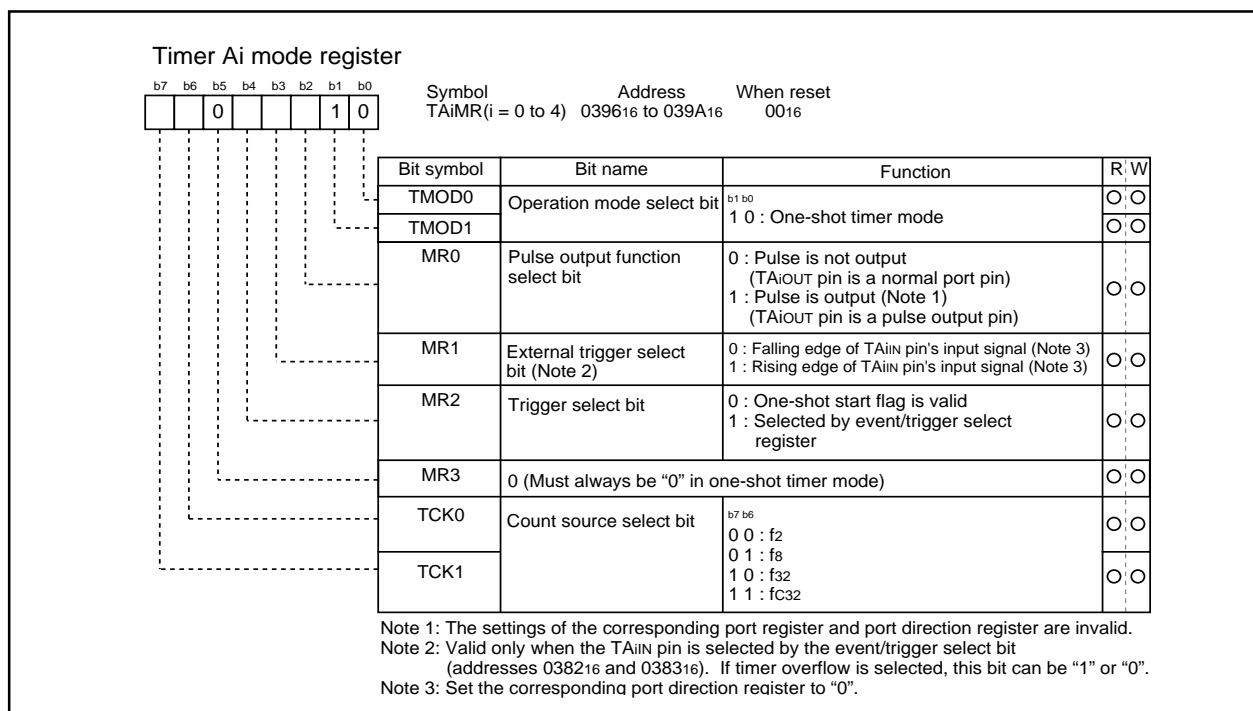 Timer Ai mode register
b7 b6 b5 b4 b3 b2 b1 b0
0 1 0
Symbol Address When reset
TAiMR(i = 0 to 4) 039616 to 039A16 0016
Bit symbol Bit name Function R W
TMOD0
TMOD1
Operation mode select bit
b1 b0
1 0 : One-shot timer mode
MR0
Pulse output function
select bit
0 : Pulse is not output
(TAiOUT pin is a normal port pin)
1 : Pulse is output (Note 1)
(TAiOUT pin is a pulse output pin)
MR1
External trigger select
bit (Note 2)
0 : Falling edge of TAiIN pin's input signal (Note 3)
1 : Rising edge of TAiIN pin's input signal (Note 3)
MR2
Trigger select bit
0 : One-shot start flag is valid
1 : Selected by event/trigger select
register
MR3
0 (Must always be “0” in one-shot timer mode)
TCK0
TCK1
Count source select bit
b7 b6
0 0 : f2
0 1 : f8
1 0 : f32
1 1 : fC32
Note 1: The settings of the corresponding port register and port direction register are invalid.
Note 2: Valid only when the TAiIN pin is selected by the event/trigger select bit
(addresses 038216 and 038316). If timer overflow is selected, this bit can be “1” or “0”.
Note 3: Set the corresponding port direction register to “0”.